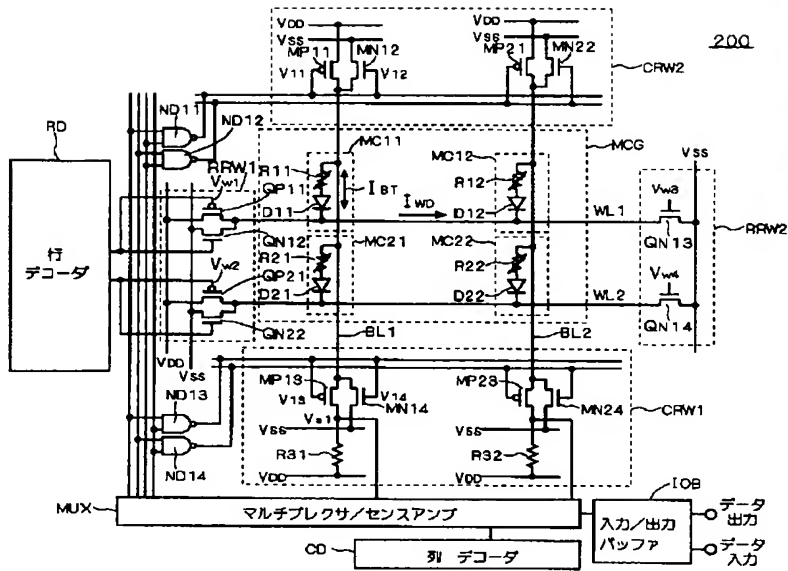 200
VDD
VSS
MP11
MN12
V11
V12
MP21
MN22
CRW2
ND11
ND12
RD
行
デコーダ
RRW1
Vw1
QP11
QN12
Vw2
QP21
QN22
VDD
VSS
MC11
R11
D11
IBT
IWD
MC12
R12
D12
MCG
VSS
Vw3
WL1
QN13
RRW2
MC21
R21
D21
MC22
R22
D22
WL2
Vw4
QN14
BL1
BL2
MP13
V13
V14
MN14
Vs1
VSS
R31
VDD
MP23
MN24
CRW1
VSS
R32
VDD
ND13
ND14
MUX
マルチプレクサ/センスアンプ
CD
列 デコーダ
IOB
入力/出力
バッファ
データ
出力
データ
入力